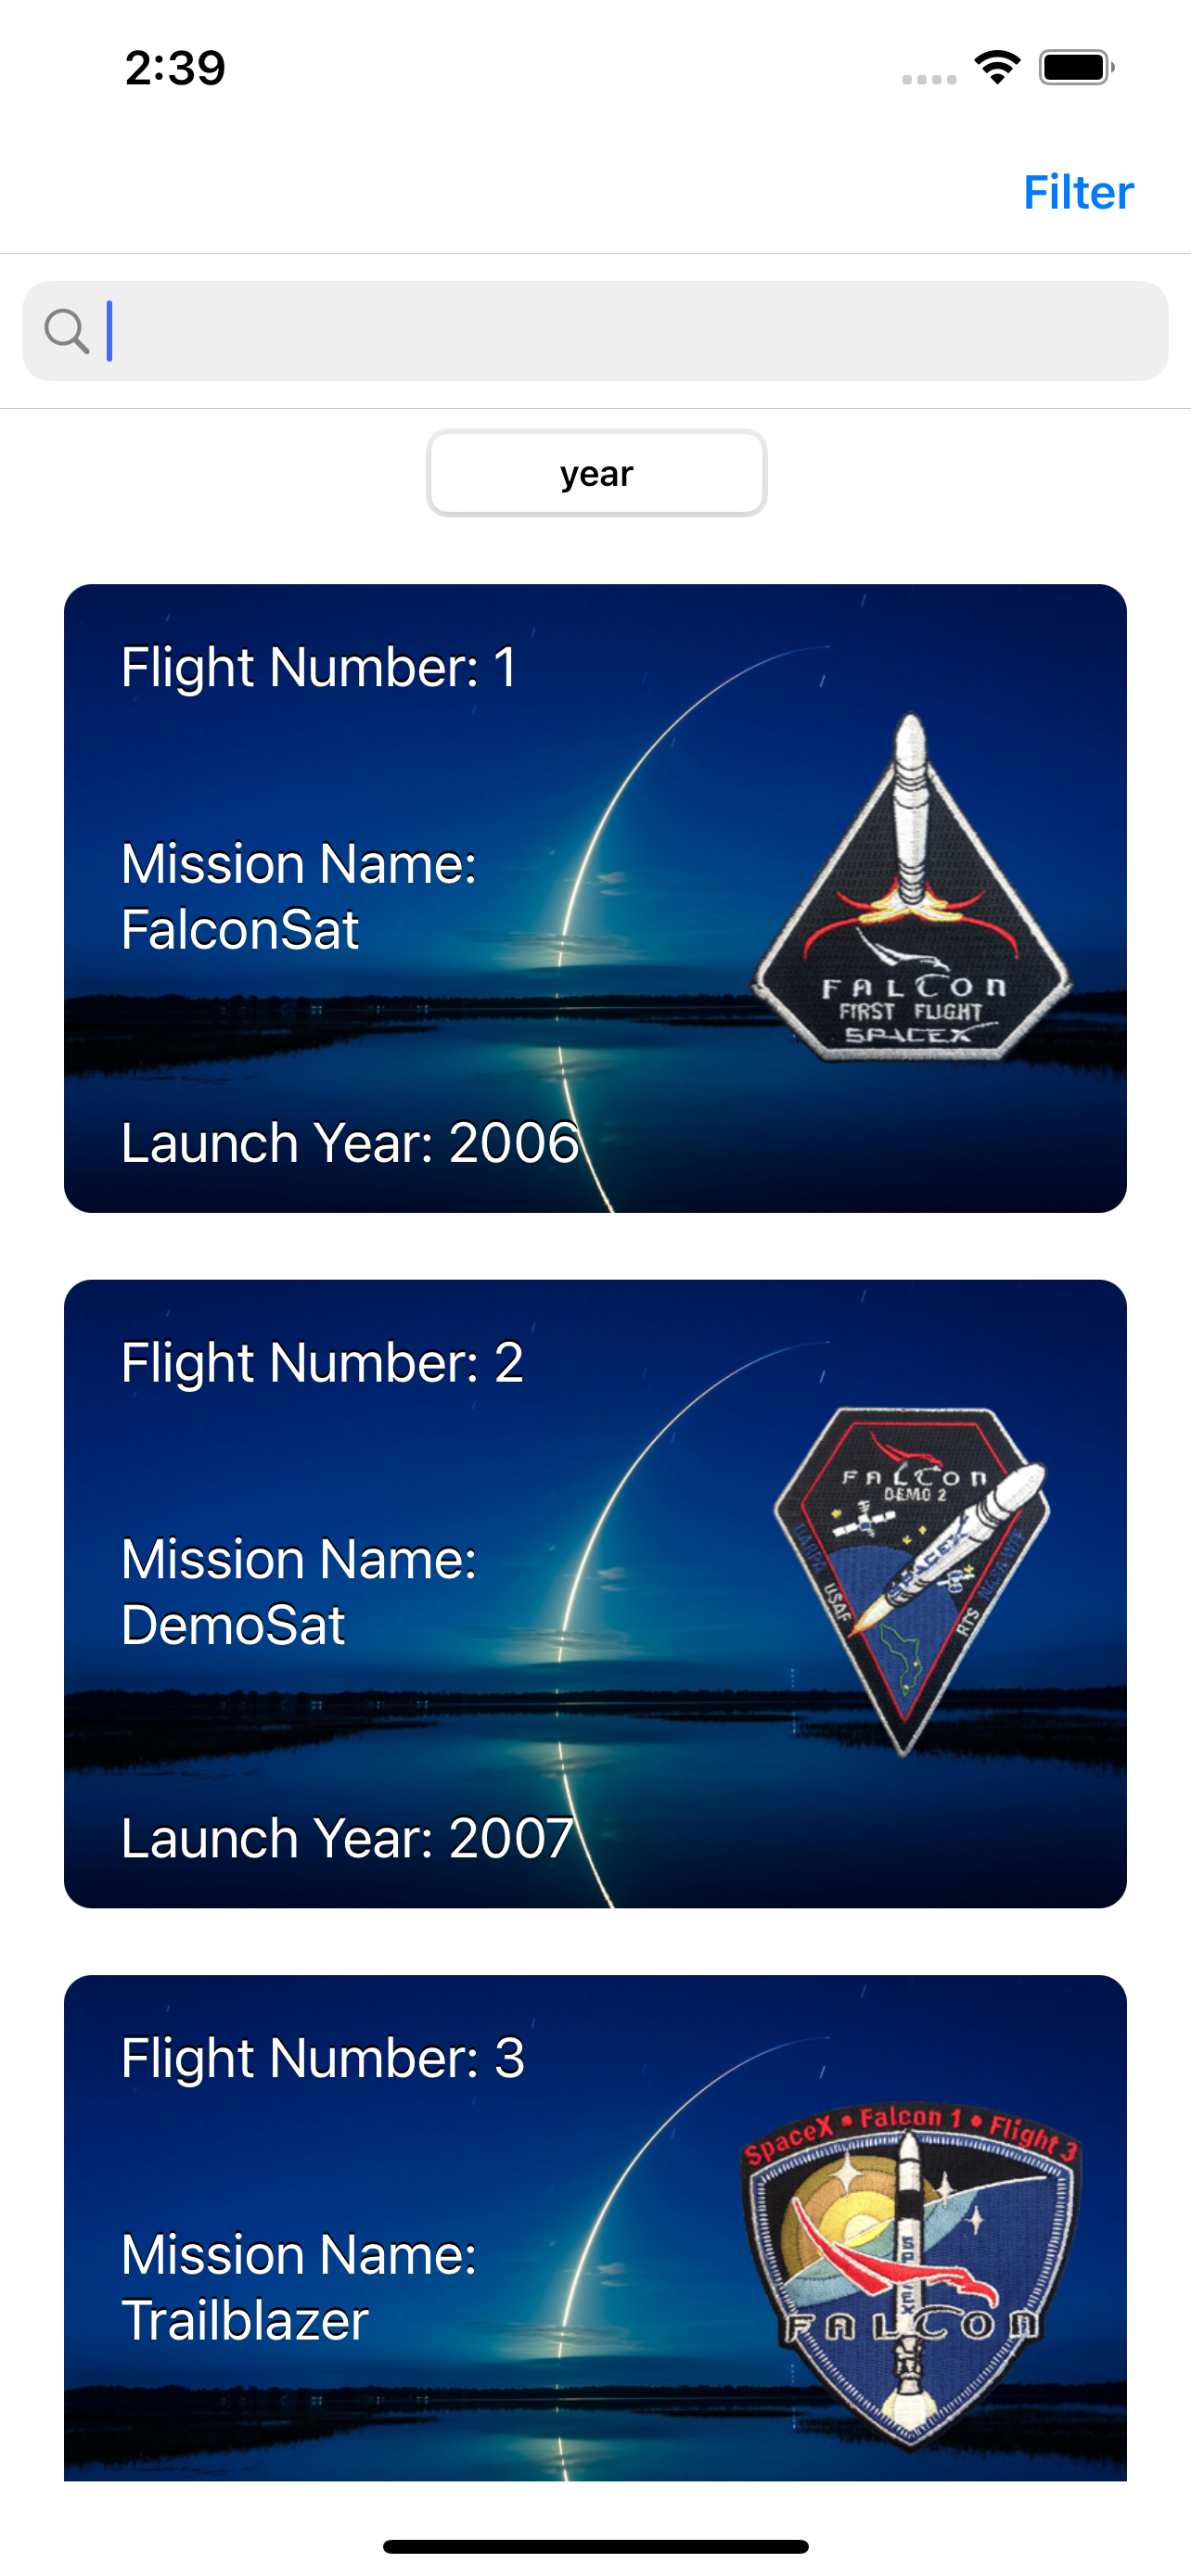 2:39
Filter
year
Flight Number: 1
Mission Name:
FalconSat
FALCON
FIRST FLIGHT
SPACEX
Launch Year: 2006
Flight Number: 2
FALCON
DEMO 2
SPACEX
USAF
RTS
Mission Name:
DemoSat
Launch Year: 2007
Flight Number: 3
SpaceX • Falcon 1 • Flight 3
Mission Name:
Trailblazer
FALCON